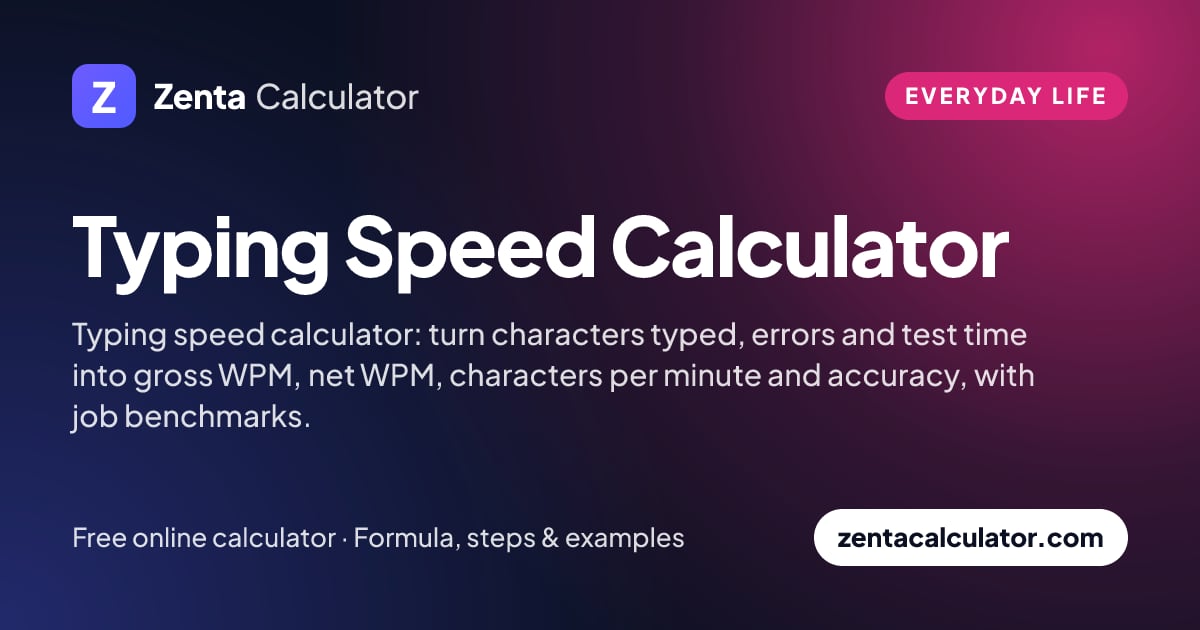 Z
Zenta Calculator
EVERYDAY LIFE
Typing Speed Calculator
Typing speed calculator: turn characters typed, errors and test time
into gross WPM, net WPM, characters per minute and accuracy, with
job benchmarks.
Free online calculator · Formula, steps & examples
zentacalculator.com